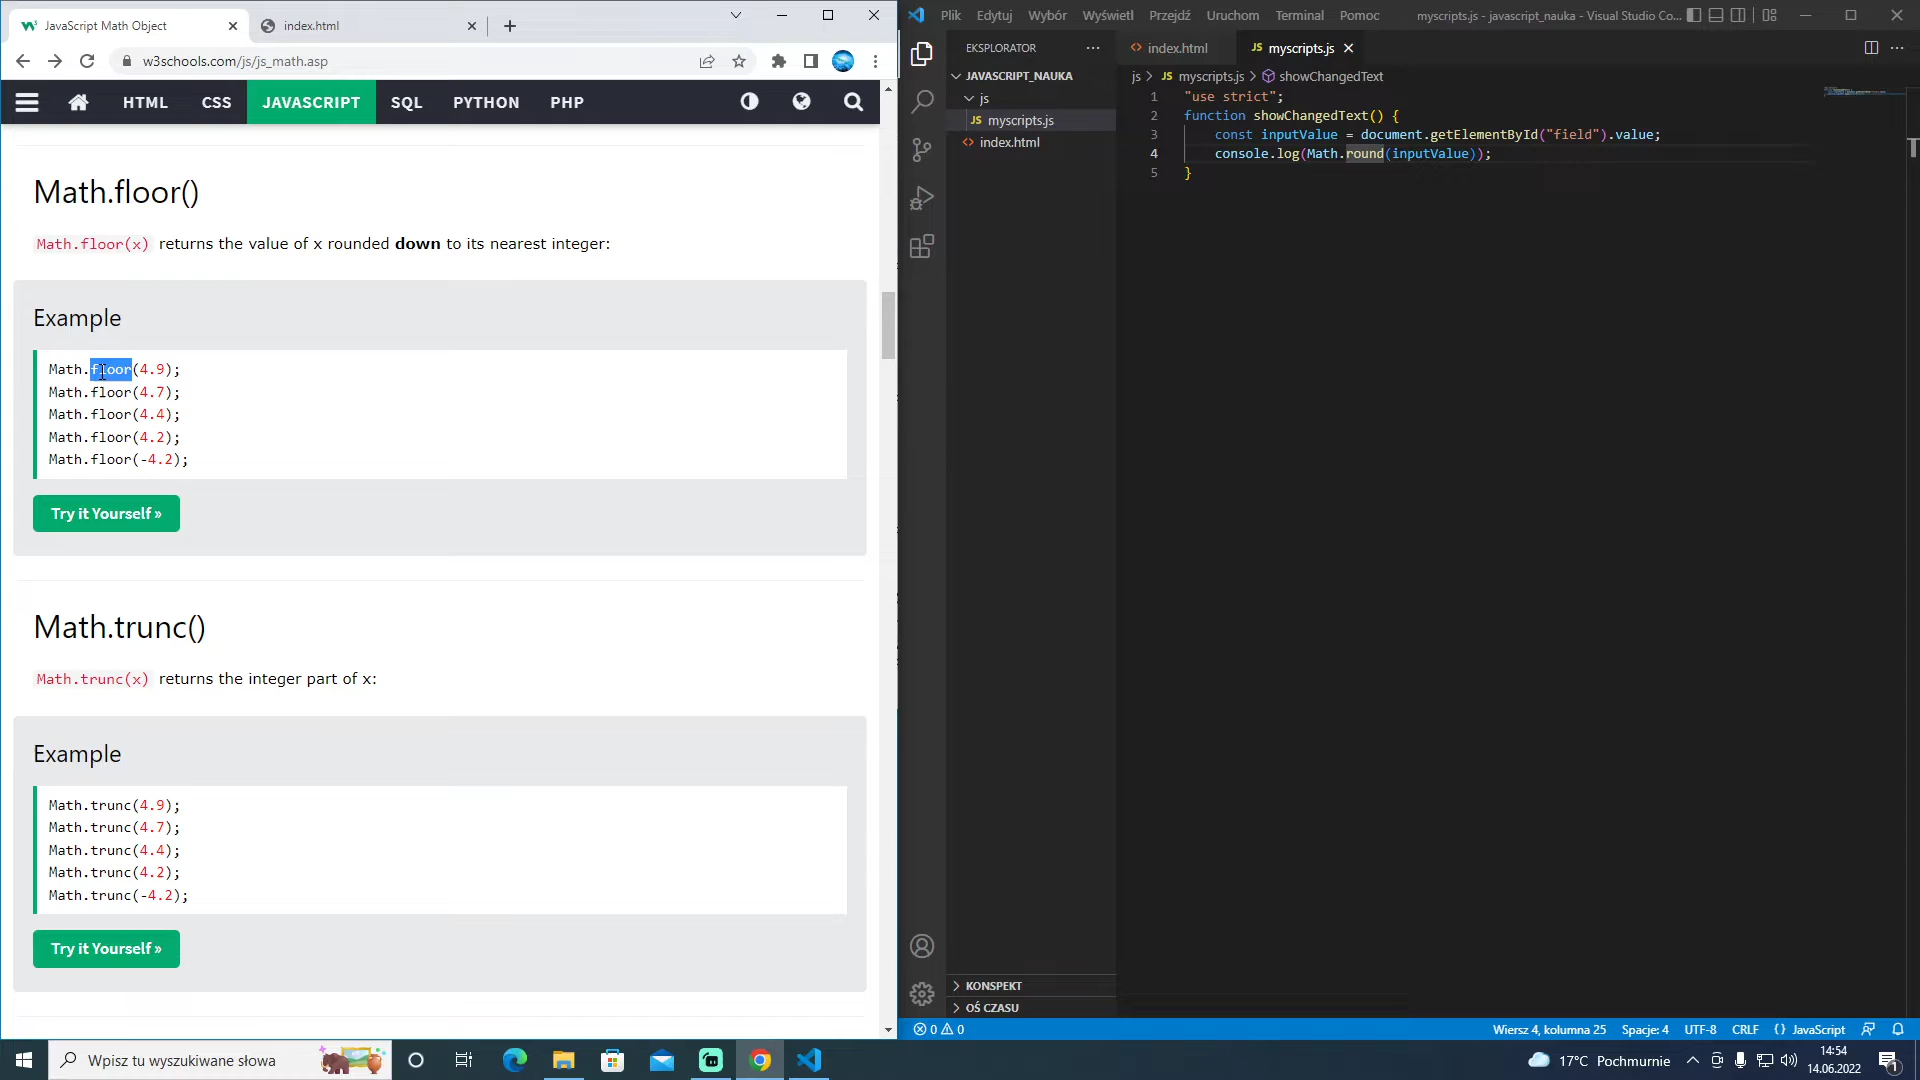 JavaScript Math Object
index.html
w3schools.com/js/js_math.asp
HTML
CSS
JAVASCRIPT
SQL
PYTHON
PHP
Math.floor()
Math.floor(x) returns the value of x rounded down to its nearest integer:
Example
Math.floor(4.9);
Math.floor(4.7);
Math.floor(4.4);
Math.floor(4.2);
Math.floor(-4.2);
Try it Yourself »
Math.trunc()
Math.trunc(x) returns the integer part of x:
Example
Math.trunc(4.9);
Math.trunc(4.7);
Math.trunc(4.4);
Math.trunc(4.2);
Math.trunc(-4.2);
Try it Yourself »
Plik Edytuj Wybór Wyświetl Przejdź Uruchom Terminal Pomoc
myscripts.js - javascript_nauka - Visual Studio Co...
EKSPLORATOR
JAVASCRIPT_NAUKA
js
JS myscripts.js
index.html
KONSPEKT
OŚ CZASU
index.html
JS myscripts.js
js > JS myscripts.js > showChangedText
1 "use strict";
2 function showChangedText() {
3 const inputValue = document.getElementById("field").value;
4 console.log(Math.round(inputValue));
5 }
0 0
Wiersz 4, kolumna 25 Spacje: 4 UTF-8 CRLF {} JavaScript
Wpisz tu wyszukiwane słowa
17°C Pochmurnie
14:54
14.06.2022
1